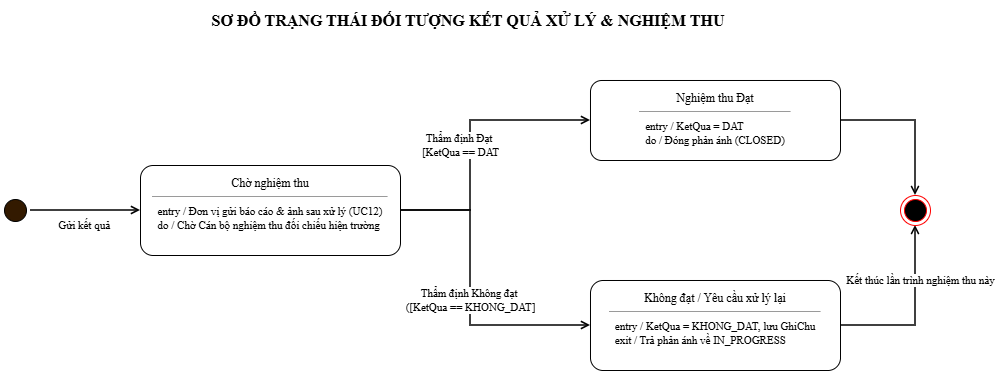 SƠ ĐỒ TRẠNG THÁI ĐỐI TƯỢNG KẾT QUẢ XỬ LÝ & NGHIỆM THU
Nghiệm thu Đạt
entry / KetQua = DAT
do / Đóng phản ánh (CLOSED)
Thẩm định Đạt
[KetQua == DAT
Chờ nghiệm thu
entry / Đơn vị gửi báo cáo & ảnh sau xử lý (UC12)
do / Chờ Cán bộ nghiệm thu đối chiếu hiện trường
Gửi kết quả
Kết thúc lần trình nghiệm thu này
Thẩm định Không đạt
([KetQua == KHONG_DAT]
Không đạt / Yêu cầu xử lý lại
entry / KetQua = KHONG_DAT, lưu GhiChu
exit / Trả phản ánh về IN_PROGRESS